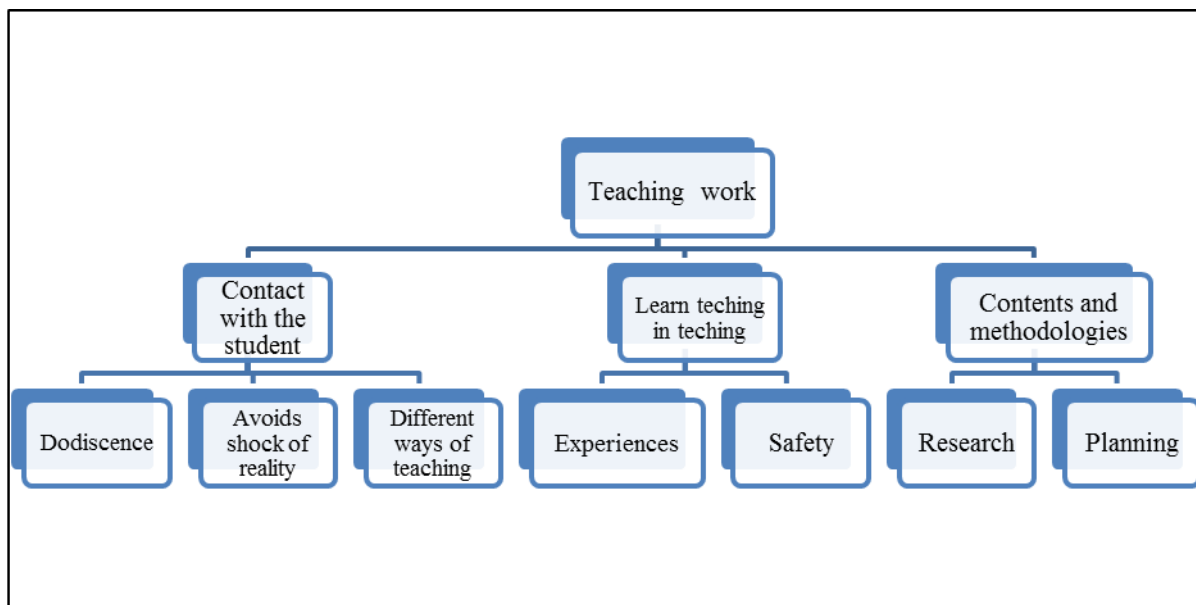 Teaching work
Contact
with the
student
Learn teching
in teching
Contents and
methodologies
Dodiscence
Avoids
shock of
reality
Different
ways of
teaching
Experiences
Safety
Research
Planning